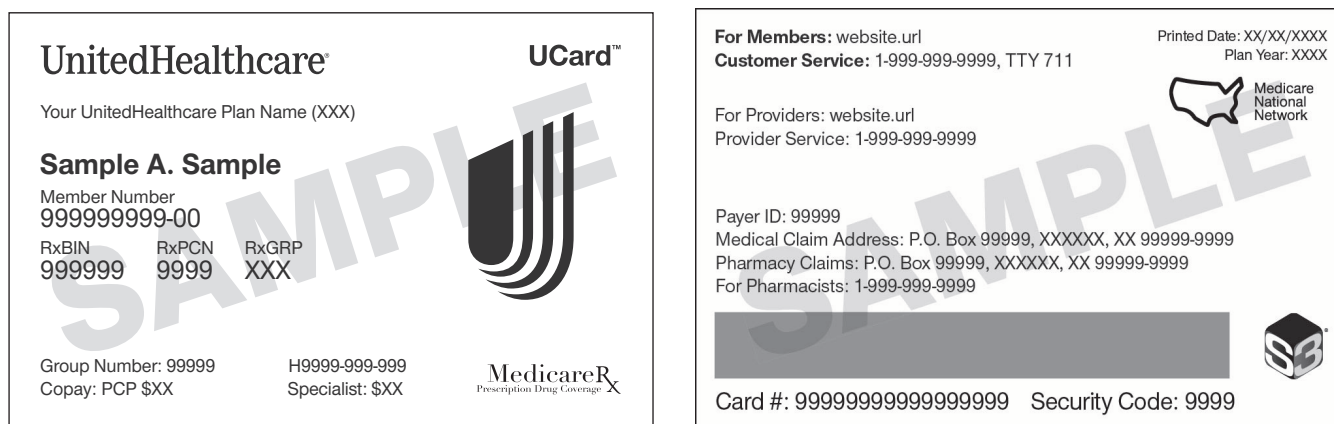 UnitedHealthcare®
UCard™
Your UnitedHealthcare Plan Name (XXX)
Sample A. Sample
Member Number
999999999-00
RxBIN RxPCN RxGRP
999999 9999 XXX
Group Number: 99999 H9999-999-999
Copay: PCP $XX Specialist: $XX
MedicareRx
Prescription Drug Coverage
SAMPLE
For Members: website.url
Customer Service: 1-999-999-9999, TTY 711
Printed Date: XX/XX/XXXX
Plan Year: XXXX
Medicare
National
Network
For Providers: website.url
Provider Service: 1-999-999-9999
Payer ID: 99999
Medical Claim Address: P.O. Box 99999, XXXXXX, XX 99999-9999
Pharmacy Claims: P.O. Box 99999, XXXXXX, XX 99999-9999
For Pharmacists: 1-999-999-9999
S3®
Card #: 99999999999999999 Security Code: 9999
SAMPLE